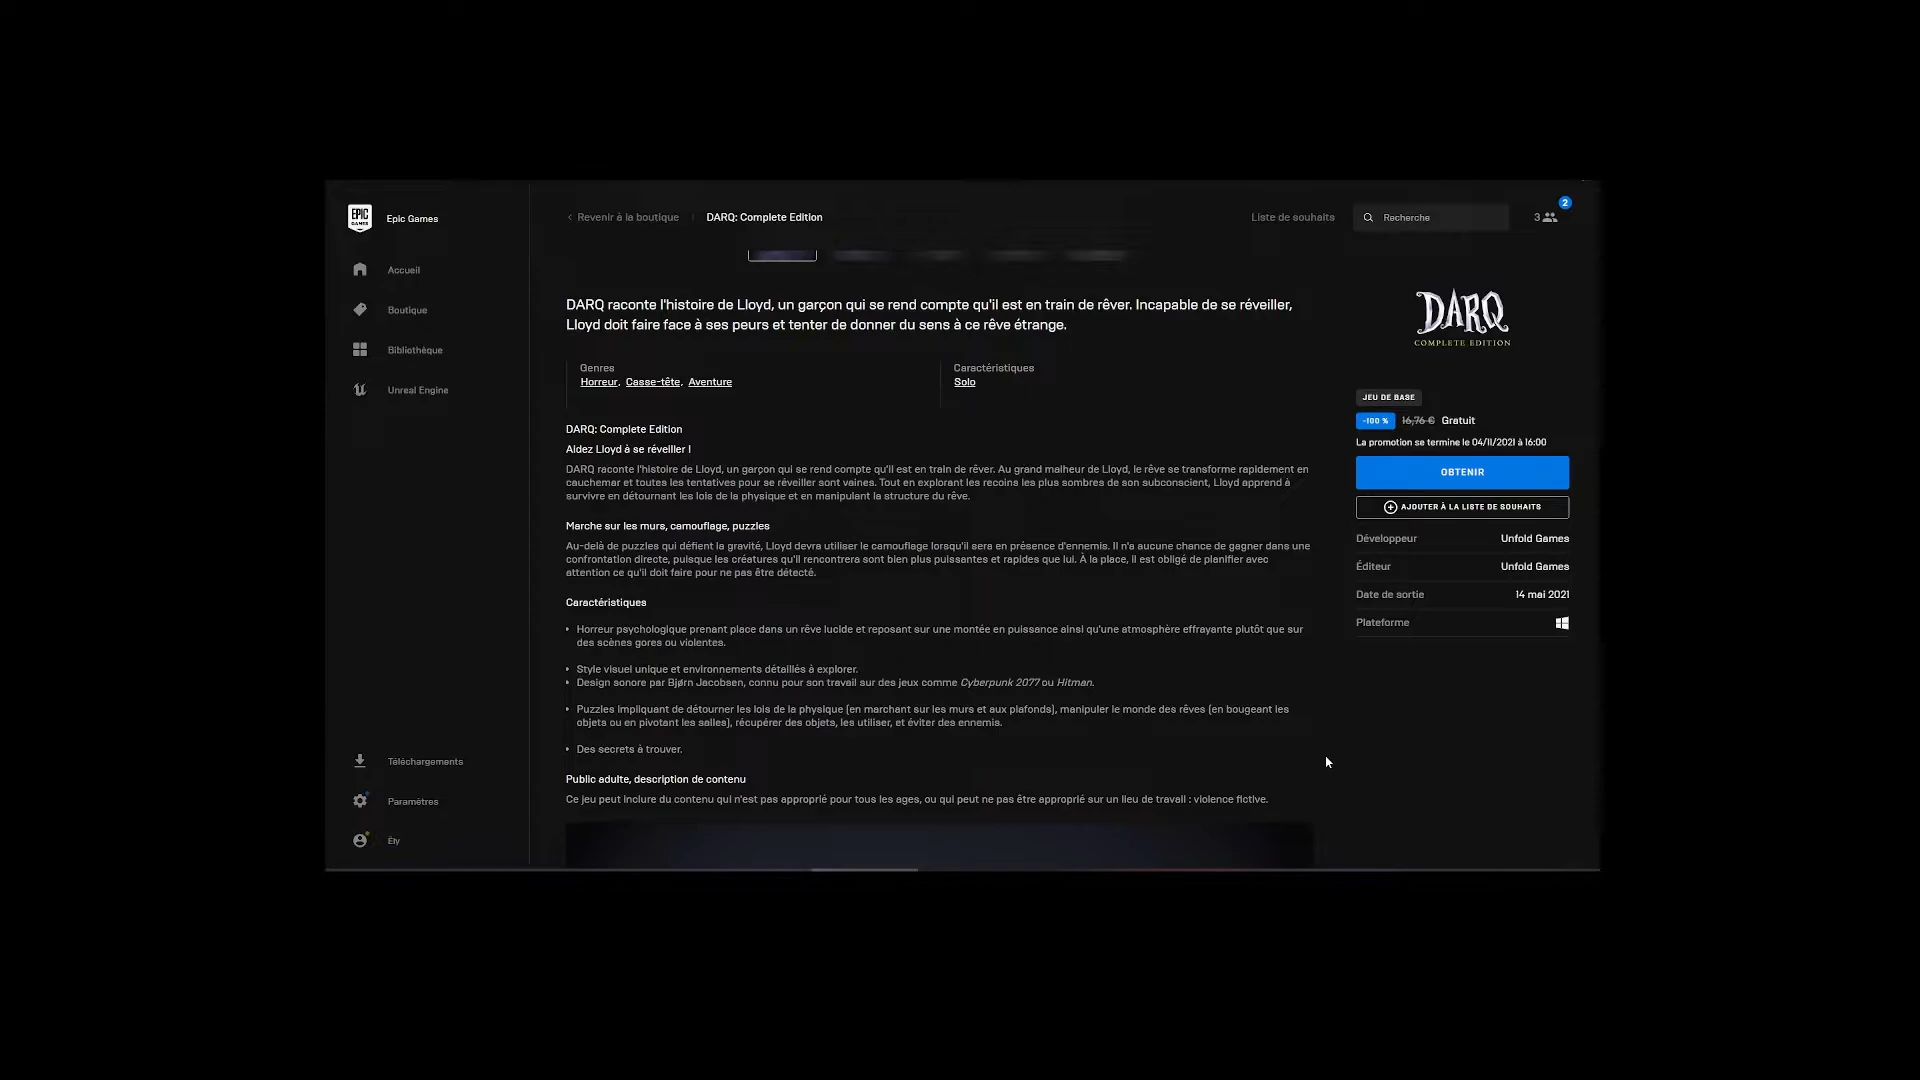 EPIC GAMES
Epic Games
Accueil
Boutique
Bibliothèque
Unreal Engine
Téléchargements
Paramètres
Ely
Revenir à la boutique
DARQ: Complete Edition
Liste de souhaits
Recherche
3
2
DARQ raconte l'histoire de Lloyd, un garçon qui se rend compte qu'il est en train de rêver. Incapable de se réveiller,
Lloyd doit faire face à ses peurs et tenter de donner du sens à ce rêve étrange.
Genres
Horreur, Casse-tête, Aventure
Caractéristiques
Solo
DARQ: Complete Edition
Aidez Lloyd à se réveiller !
DARQ raconte l'histoire de Lloyd, un garçon qui se rend compte qu'il est en train de rêver. Au grand malheur de Lloyd, le rêve se transforme rapidement en
cauchemar et toutes les tentatives pour se réveiller sont vaines. Tout en explorant les recoins les plus sombres de son subconscient, Lloyd apprend à
survivre en détournant les lois de la physique et en manipulant la structure du rêve.
Marche sur les murs, camouflage, puzzles
Au-delà de puzzles qui défient la gravité, Lloyd devra utiliser le camouflage lorsqu'il sera en présence d'ennemis. Il n'a aucune chance de gagner dans une
confrontation directe, puisque les créatures qu'il rencontrera sont bien plus puissantes et rapides que lui. À la place, il est obligé de planifier avec
attention ce qu'il doit faire pour ne pas être détecté.
Caractéristiques
• Horreur psychologique prenant place dans un rêve lucide et reposant sur une montée en puissance ainsi qu'une atmosphère effrayante plutôt que sur
des scènes gores ou violentes.
• Style visuel unique et environnements détaillés à explorer.
• Design sonore par Bjørn Jacobsen, connu pour son travail sur des jeux comme Cyberpunk 2077 ou Hitman.
• Puzzles impliquant de détourner les lois de la physique (en marchant sur les murs et aux plafonds), manipuler le monde des rêves (en bougeant les
objets ou en pivotant les salles), récupérer des objets, les utiliser, et éviter des ennemis.
• Des secrets à trouver.
Public adulte, description de contenu
Ce jeu peut inclure du contenu qui n'est pas approprié pour tous les ages, ou qui peut ne pas être approprié sur un lieu de travail : violence fictive.
DARQ
COMPLETE EDITION
JEU DE BASE
-100 % 16,76 € Gratuit
La promotion se termine le 04/11/2021 à 16:00
OBTENIR
AJOUTER À LA LISTE DE SOUHAITS
Développeur Unfold Games
Éditeur Unfold Games
Date de sortie 14 mai 2021
Plateforme